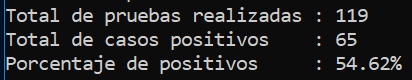 Total de pruebas realizadas : 119
Total de casos positivos : 65
Porcentaje de positivos : 54.62%